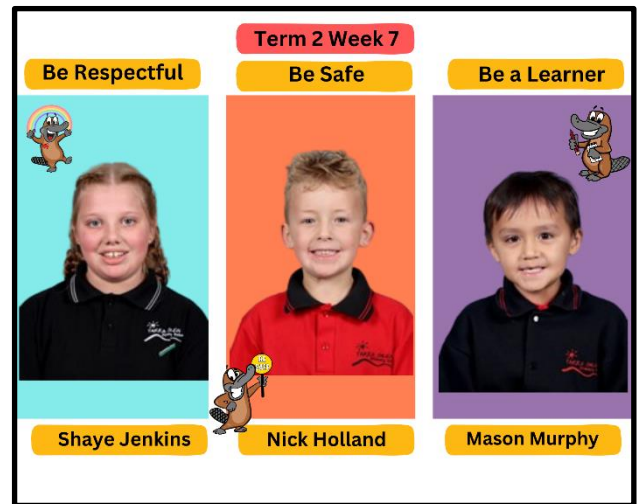 Term 2 Week 7
Be Respectful
Be Safe
Be a Learner
Shaye Jenkins
Nick Holland
Mason Murphy